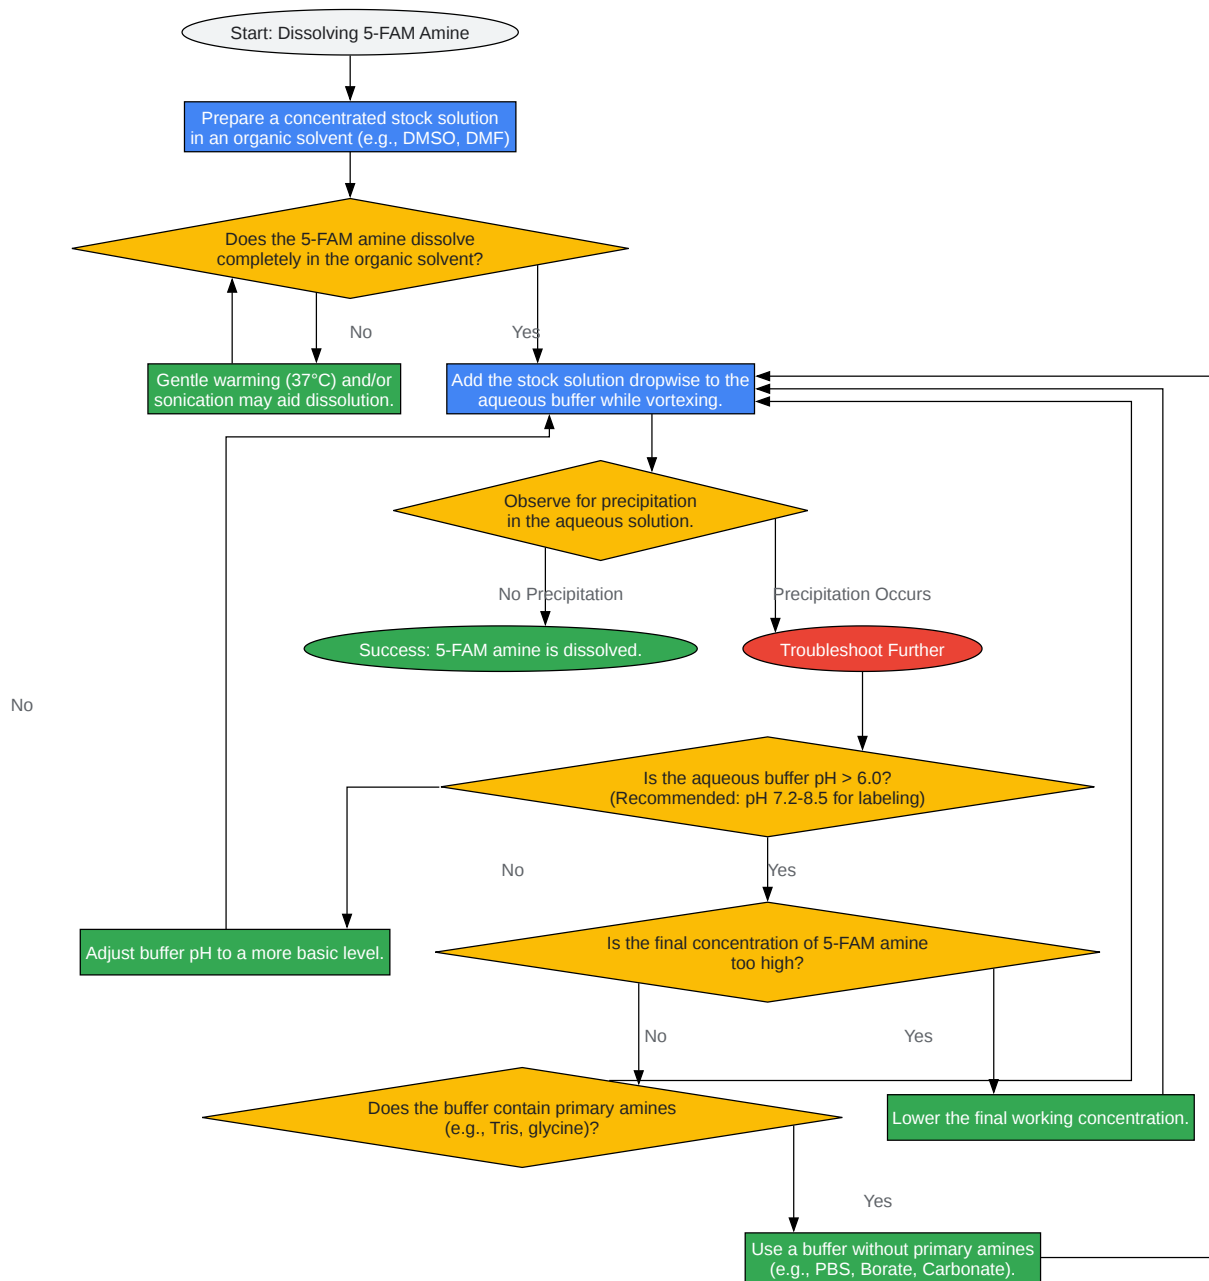 Start: Dissolving 5-FAM Amine
Prepare a concentrated stock solution
in an organic solvent (e.g., DMSO, DMF)
Does the 5-FAM amine dissolve
completely in the organic solvent?
No
Yes
Gentle warming (37°C) and/or
sonication may aid dissolution.
Add the stock solution dropwise to the
aqueous buffer while vortexing.
Observe for precipitation
in the aqueous solution.
No Precipitation
Precipitation Occurs
Success: 5-FAM amine is dissolved.
Troubleshoot Further
No
Is the aqueous buffer pH > 6.0?
(Recommended: pH 7.2-8.5 for labeling)
No
Yes
Adjust buffer pH to a more basic level.
Is the final concentration of 5-FAM amine
too high?
No
Yes
Does the buffer contain primary amines
(e.g., Tris, glycine)?
Lower the final working concentration.
Yes
Use a buffer without primary amines
(e.g., PBS, Borate, Carbonate).